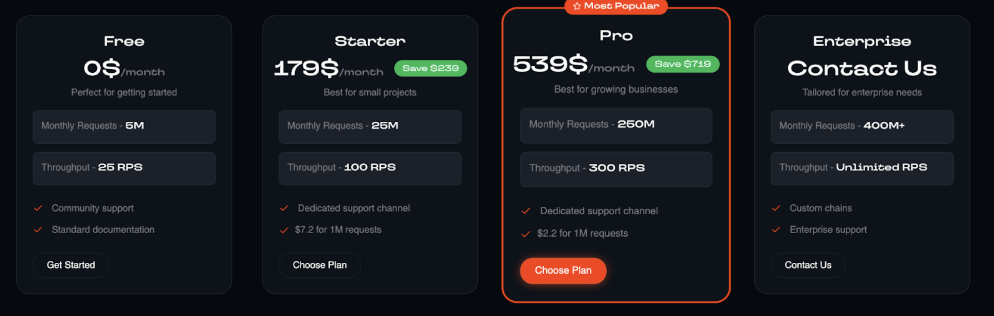 Free
0$/month
Perfect for getting started
Monthly Requests - 5M
Throughput - 25 RPS
Community support
Standard documentation
Get Started
Starter
179$/month Save $239
Best for small projects
Monthly Requests - 25M
Throughput - 100 RPS
Dedicated support channel
$7.2 for 1M requests
Choose Plan
Most Popular
Pro
539$/month Save $719
Best for growing businesses
Monthly Requests - 250M
Throughput - 300 RPS
Dedicated support channel
$2.2 for 1M requests
Choose Plan
Enterprise
Contact Us
Tailored for enterprise needs
Monthly Requests - 400M+
Throughput - Unlimited RPS
Custom chains
Enterprise support
Contact Us